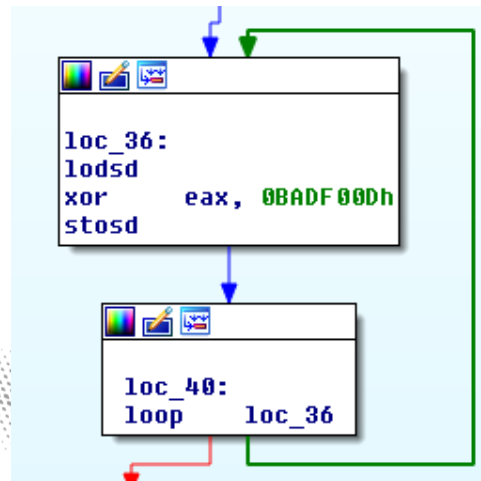 loc_36:
lodsd
xor eax, 0BADF00Dh
stosd
loc_40:
loop loc_36